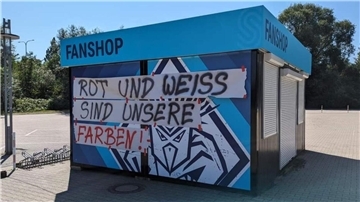 FANSHOP
FANSHOP
ROT UND WEISS
SIND UNSERE
FARBEN!